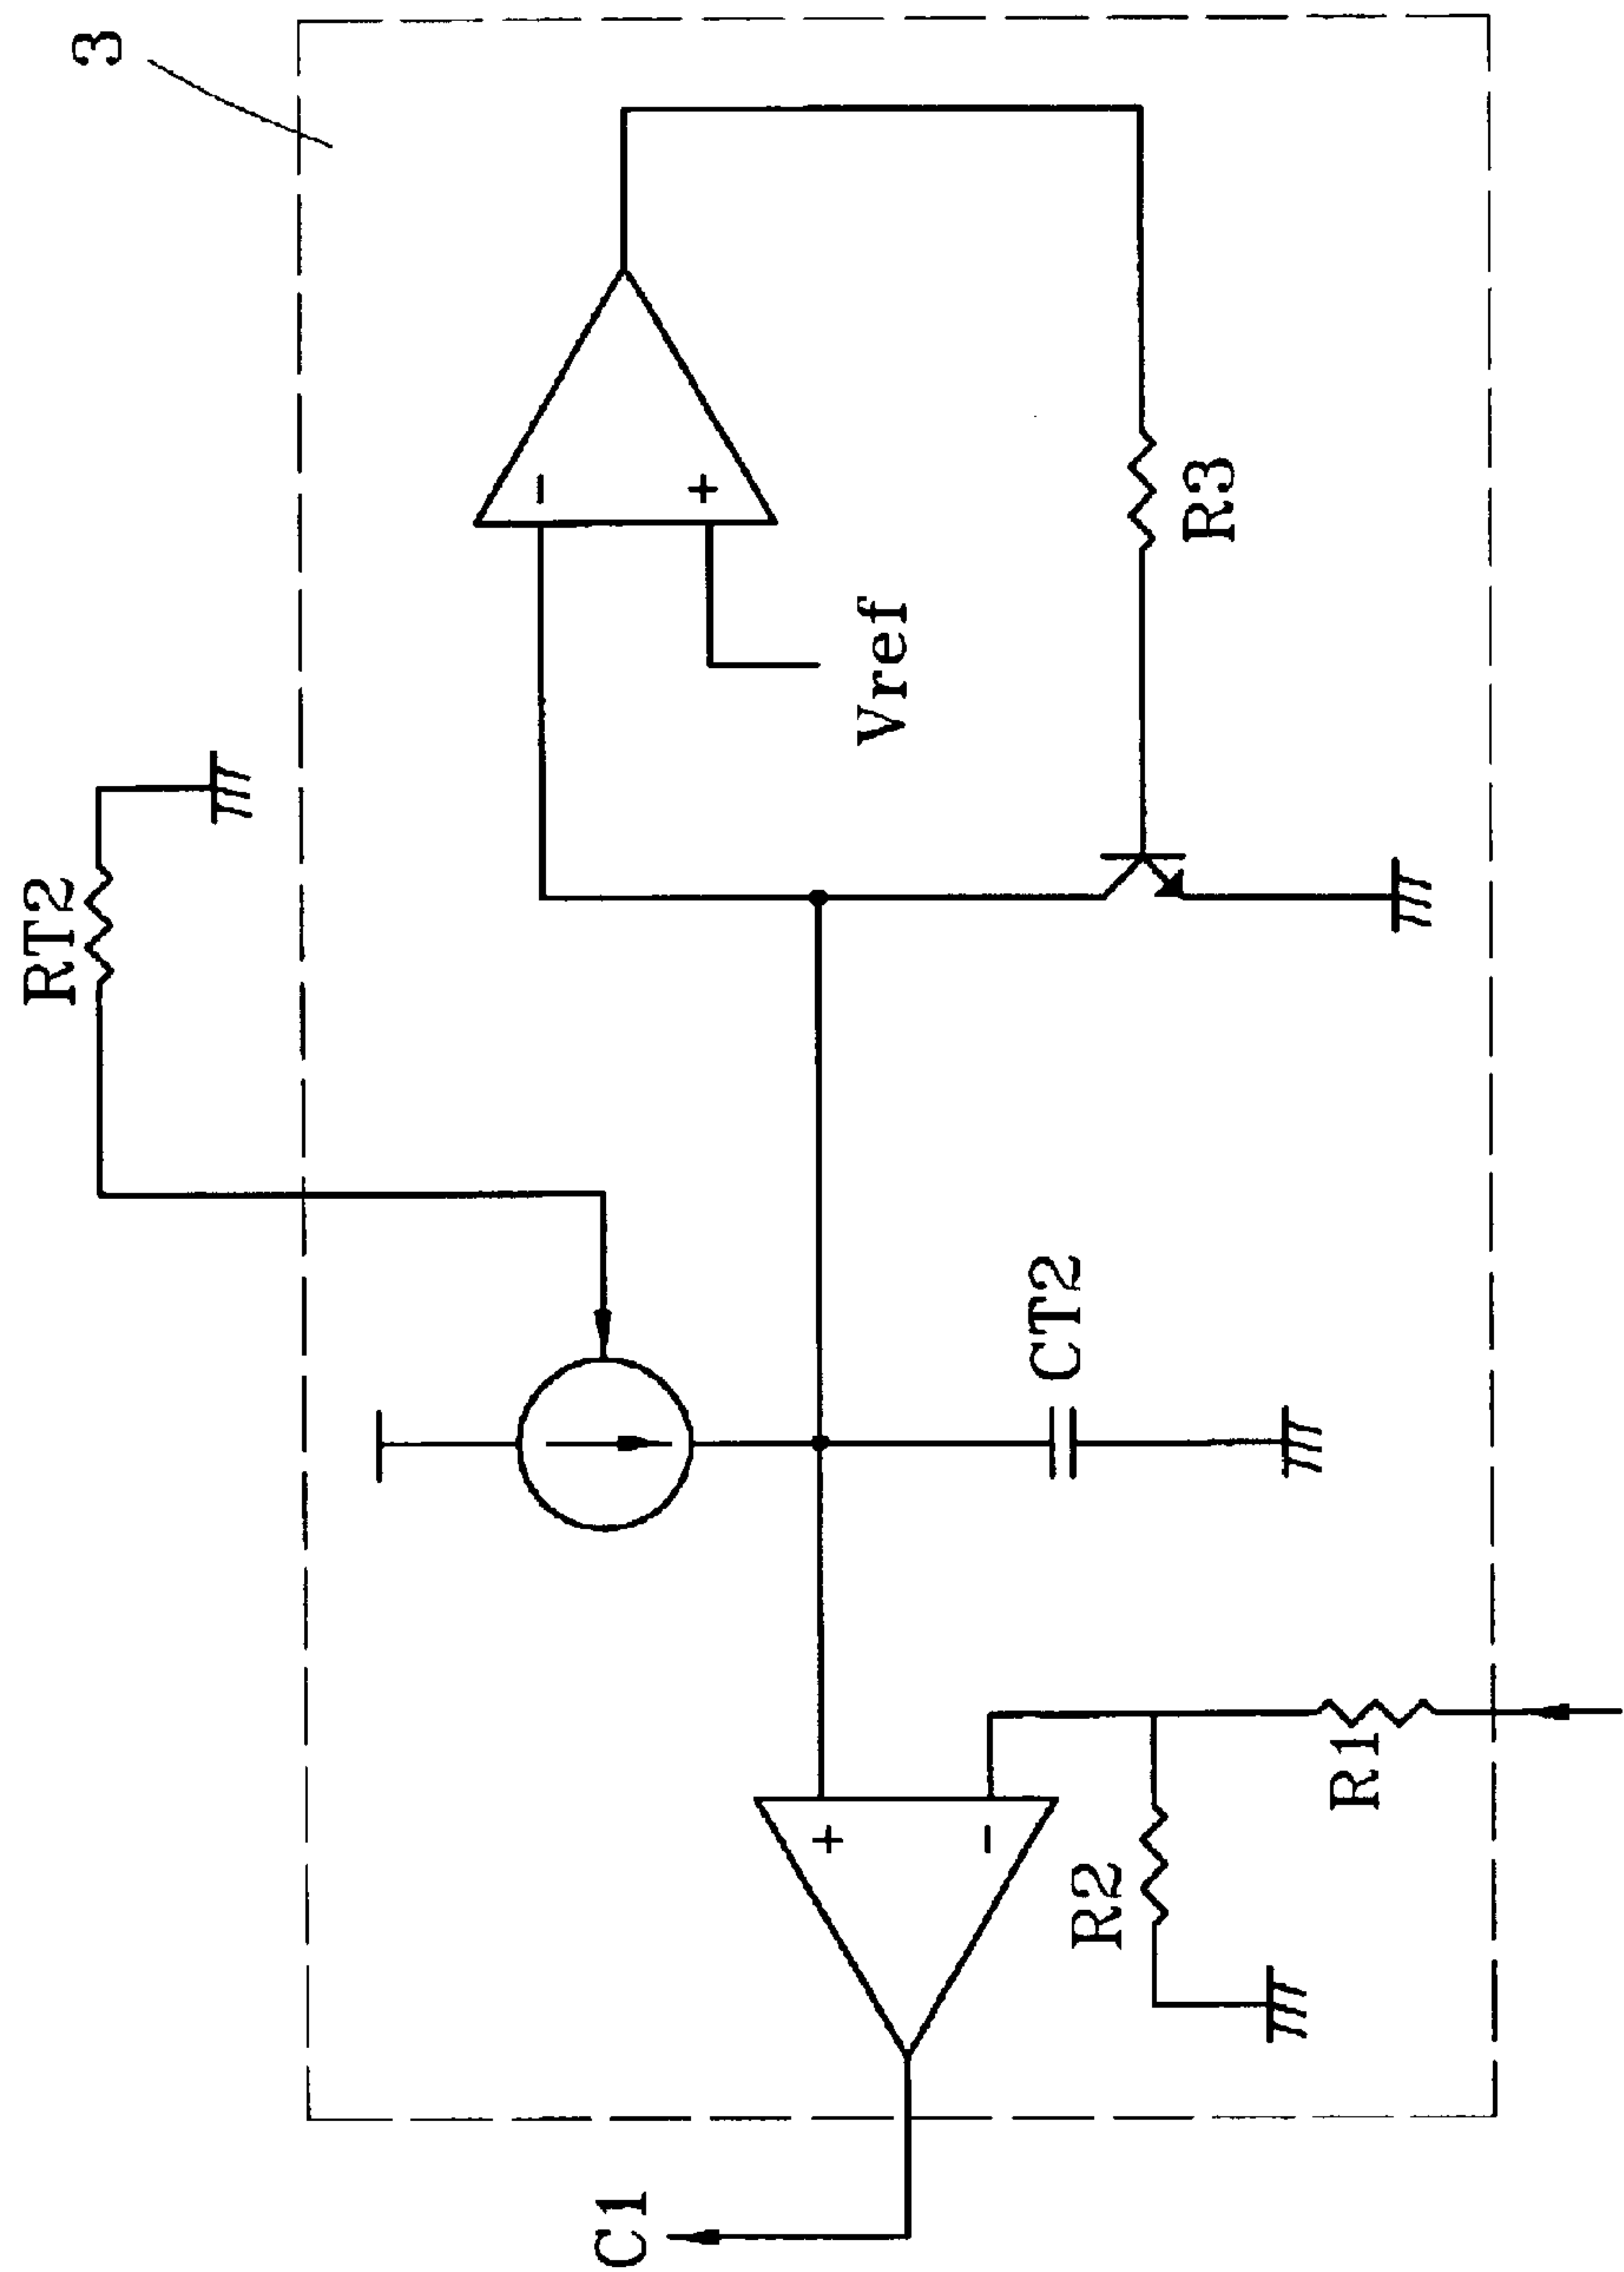 3
RT2
-
+
Vref
R3
CT2
+
-
R2
R1
C1